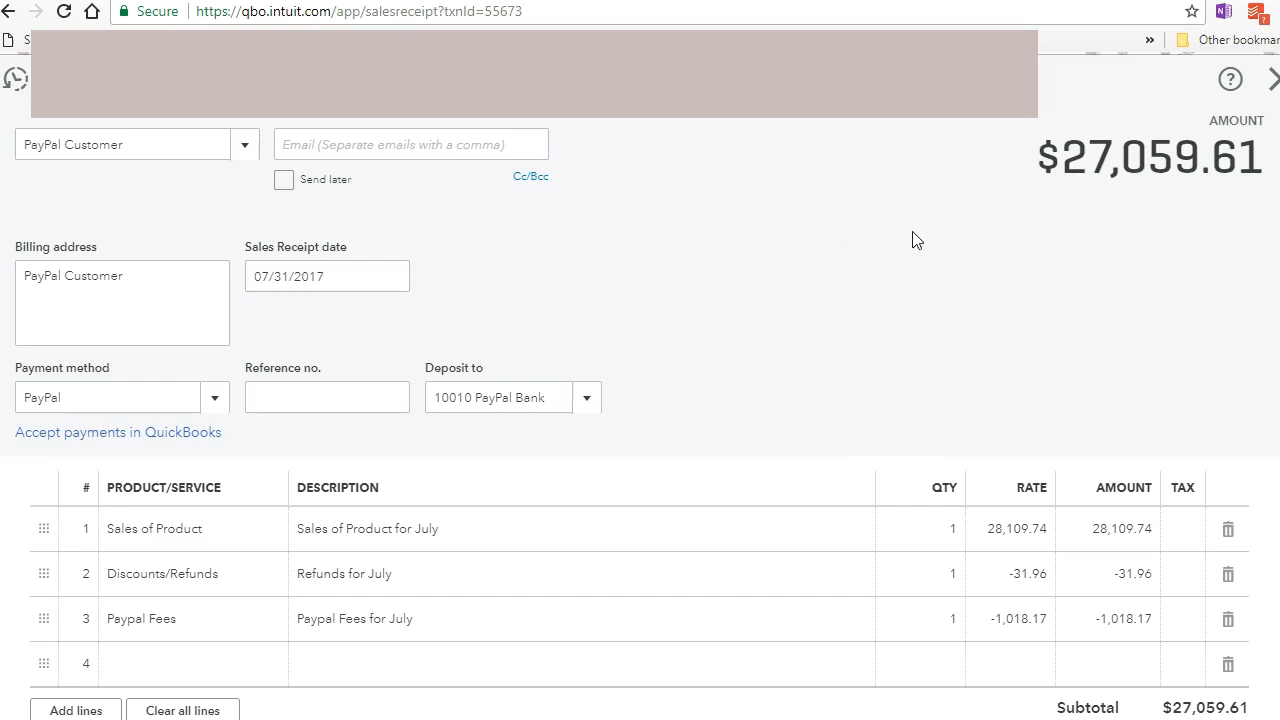 Secure https://qbo.intuit.com/app/salesreceipt?txnId=55673
S » Other bookmar
?
AMOUNT
PayPal Customer Email (Separate emails with a comma) $27,059.61
Send later Cc/Bcc
Billing address Sales Receipt date
PayPal Customer 07/31/2017
Payment method Reference no. Deposit to
PayPal 10010 PayPal Bank
Accept payments in QuickBooks
# PRODUCT/SERVICE DESCRIPTION QTY RATE AMOUNT TAX
1 Sales of Product Sales of Product for July 1 28,109.74 28,109.74
2 Discounts/Refunds Refunds for July 1 -31.96 -31.96
3 Paypal Fees Paypal Fees for July 1 -1,018.17 -1,018.17
4
Add lines Clear all lines Subtotal $27,059.61